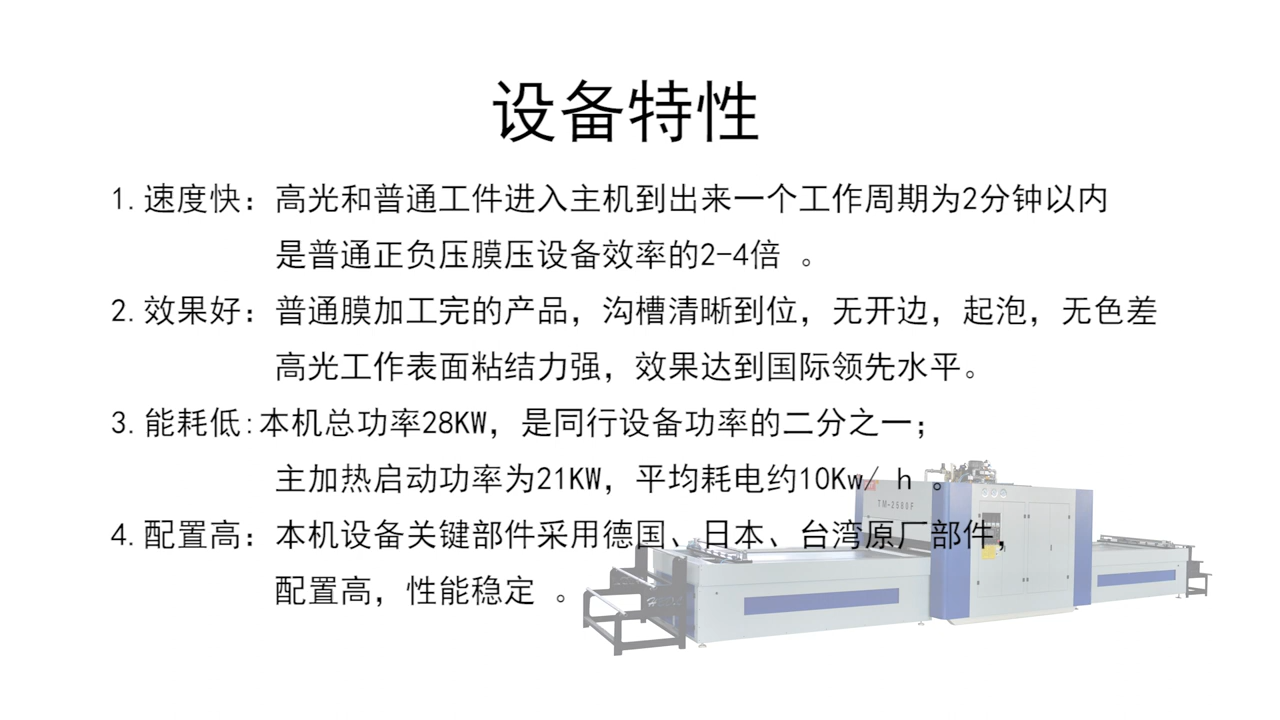 设备特性
1.速度快：高光和普通工件进入主机到出来一个工作周期为2分钟以内
是普通正负压膜压设备效率的2-4倍 。
2.效果好：普通膜加工完的产品，沟槽清晰到位，无开边，起泡，无色差
高光工作表面粘结力强，效果达到国际领先水平。
3.能耗低:本机总功率28KW，是同行设备功率的二分之一；
主加热启动功率为21KW，平均耗电约10Kw/ h 。
4.配置高：本机设备关键部件采用德国、日本、台湾原厂部件，
配置高，性能稳定 。
TM-2580F